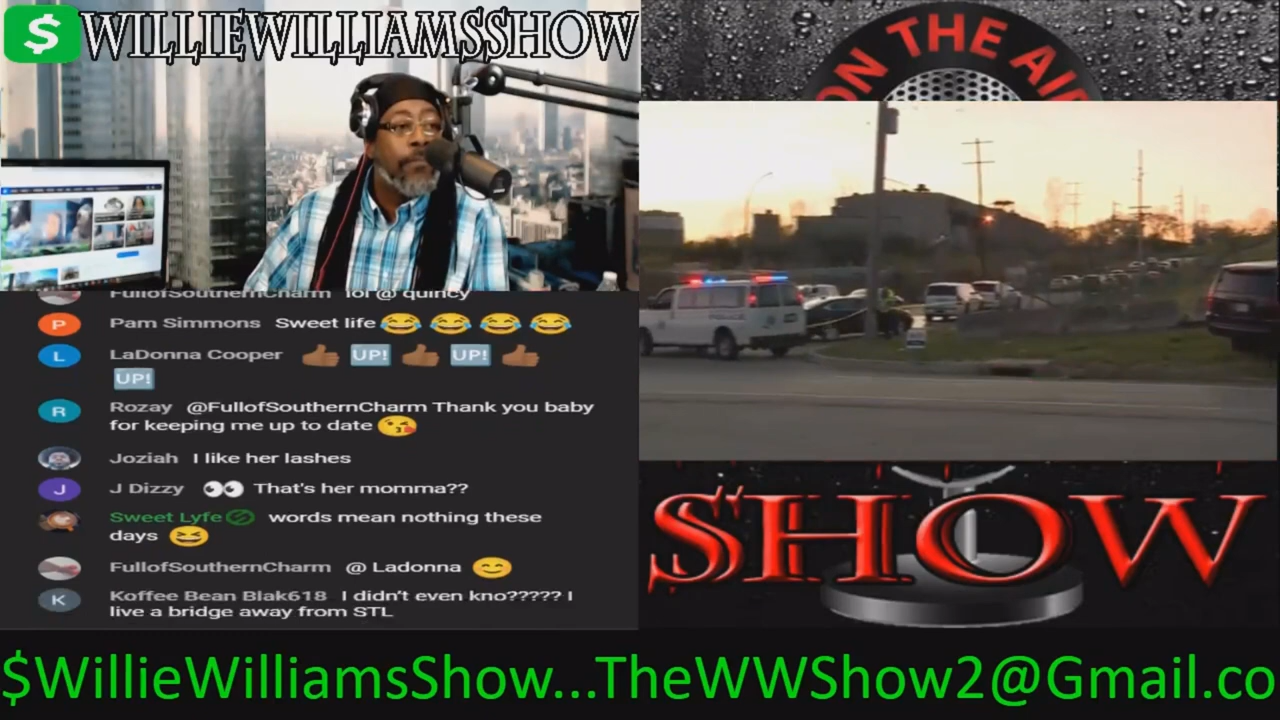 $ WILLIEWILLIAMSSHOW
ON THE AIR
FullofSouthernCharm lol @ quincy
P Pam Simmons Sweet life 😂 😂 😂 😂
L LaDonna Cooper 👍🏾 UP! 👍🏾 UP! 👍🏾
UP!
R Rozay @FullofSouthernCharm Thank you baby
for keeping me up to date 😘
Joziah I like her lashes
J J Dizzy 👀 That's her momma??
Sweet Lyfe words mean nothing these
days 😆
FullofSouthernCharm @ Ladonna 😊
K Koffee Bean Blak618 I didn't even kno????? I
live a bridge away from STL
SHOW
$WillieWilliamsShow...TheWWShow2@Gmail.co